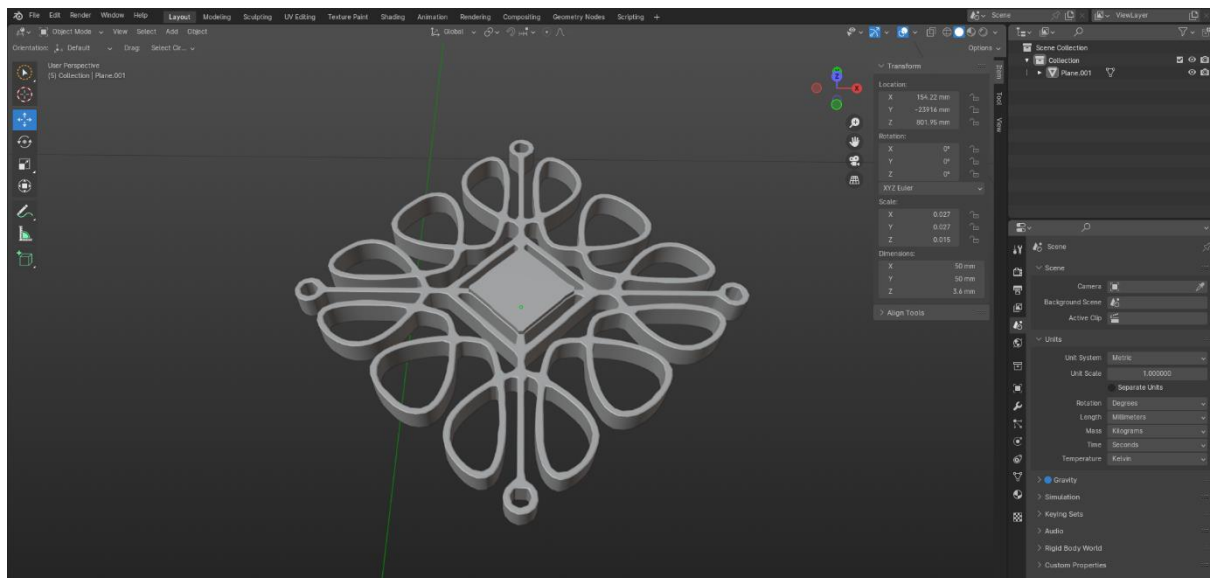 File Edit Render Window Help Layout Modeling Sculpting UV Editing Texture Paint Shading Animation Rendering Compositing Geometry Nodes Scripting + Scene ViewLayer
Object Mode View Select Add Object Global
Orientation: Default Drag: Select Cir... Options
User Perspective
(5) Collection | Plane.001
Transform
Location:
X 154.22 mm
Y -23916 mm
Z 801.95 mm
Rotation:
X 0°
Y 0°
Z 0°
XYZ Euler
Scale:
X 0.027
Y 0.027
Z 0.015
Dimensions:
X 50 mm
Y 50 mm
Z 3.6 mm
Align Tools
Item
Tool
View
Z
X
Scene Collection
Collection
Plane.001
Scene
Scene
Camera
Background Scene
Active Clip
Units
Unit System Metric
Unit Scale 1.000000
Separate Units
Rotation Degrees
Length Millimeters
Mass Kilograms
Time Seconds
Temperature Kelvin
Gravity
Simulation
Keying Sets
Audio
Rigid Body World
Custom Properties